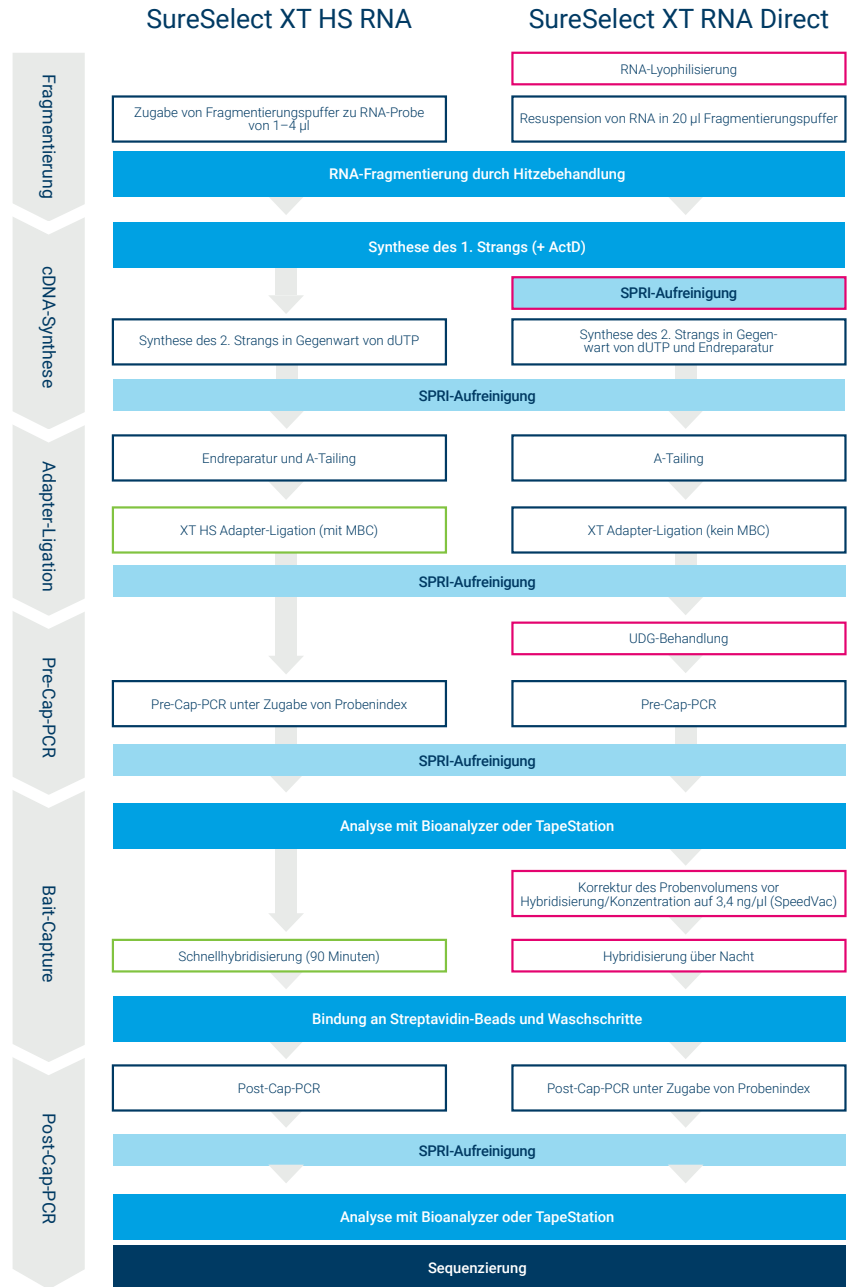 SureSelect XT HS RNA
SureSelect XT RNA Direct
Fragmentierung
RNA-Lyophilisierung
Zugabe von Fragmentierungspuffer zu RNA-Probe
von 1–4 µl
Resuspension von RNA in 20 µl Fragmentierungspuffer
RNA-Fragmentierung durch Hitzebehandlung
cDNA-Synthese
Synthese des 1. Strangs (+ ActD)
SPRI-Aufreinigung
Synthese des 2. Strangs in Gegenwart von dUTP
Synthese des 2. Strangs in Gegen-
wart von dUTP und Endreparatur
SPRI-Aufreinigung
Adapter-Ligation
Endreparatur und A-Tailing
A-Tailing
XT HS Adapter-Ligation (mit MBC)
XT Adapter-Ligation (kein MBC)
SPRI-Aufreinigung
Pre-Cap-PCR
UDG-Behandlung
Pre-Cap-PCR unter Zugabe von Probenindex
Pre-Cap-PCR
SPRI-Aufreinigung
Bait-Capture
Analyse mit Bioanalyzer oder TapeStation
Korrektur des Probenvolumens vor
Hybridisierung/Konzentration auf 3,4 ng/µl (SpeedVac)
Schnellhybridisierung (90 Minuten)
Hybridisierung über Nacht
Bindung an Streptavidin-Beads und Waschschritte
Post-Cap-PCR
Post-Cap-PCR
Post-Cap-PCR unter Zugabe von Probenindex
SPRI-Aufreinigung
Analyse mit Bioanalyzer oder TapeStation
Sequenzierung